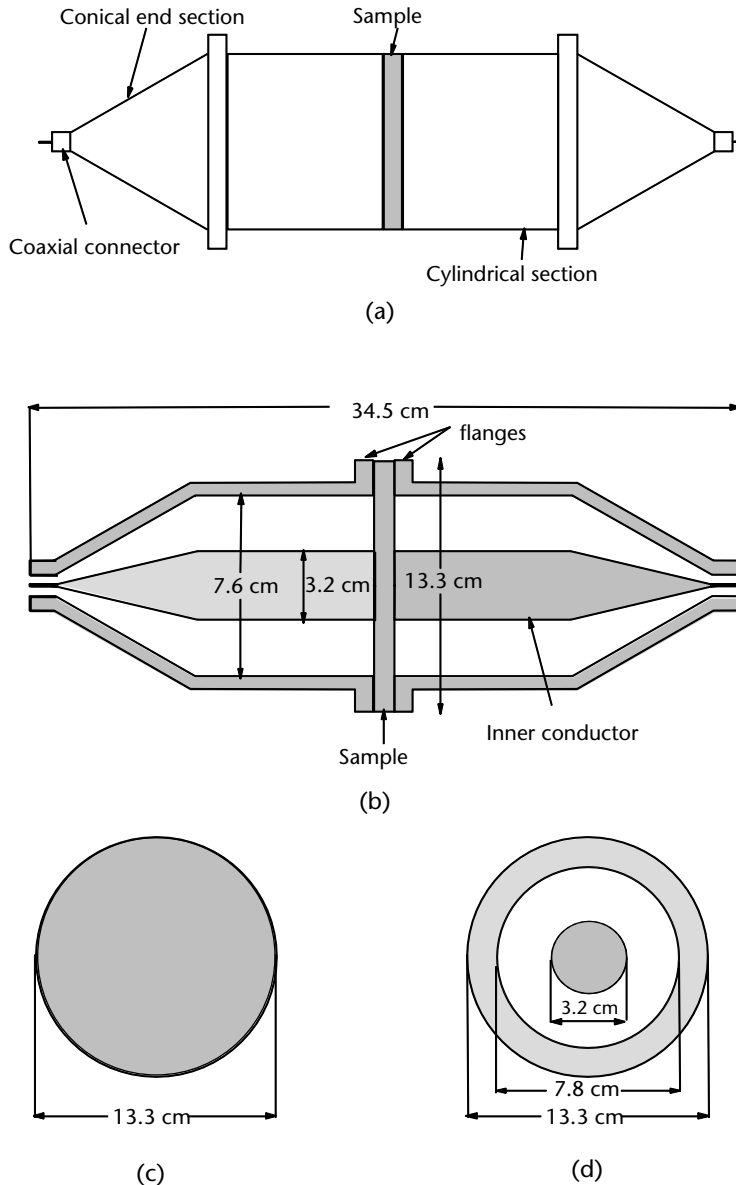 Conical end section
Sample
Coaxial connector
Cylindrical section
(a)
34.5 cm
flanges
7.6 cm
3.2 cm
13.3 cm
Inner conductor
Sample
(b)
3.2 cm
7.8 cm
13.3 cm
13.3 cm
(c)
(d)